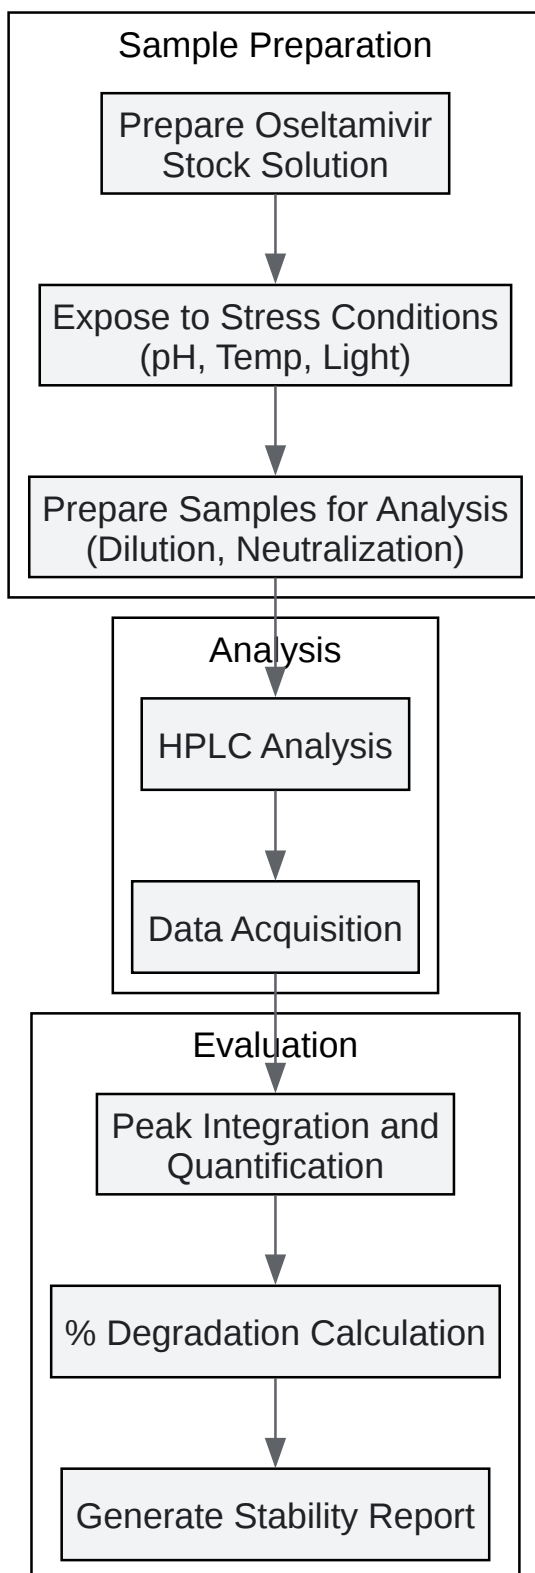 Sample Preparation
Prepare Oseltamivir
Stock Solution
Expose to Stress Conditions
(pH, Temp, Light)
Prepare Samples for Analysis
(Dilution, Neutralization)
Analysis
HPLC Analysis
Data Acquisition
Evaluation
Peak Integration and
Quantification
% Degradation Calculation
Generate Stability Report